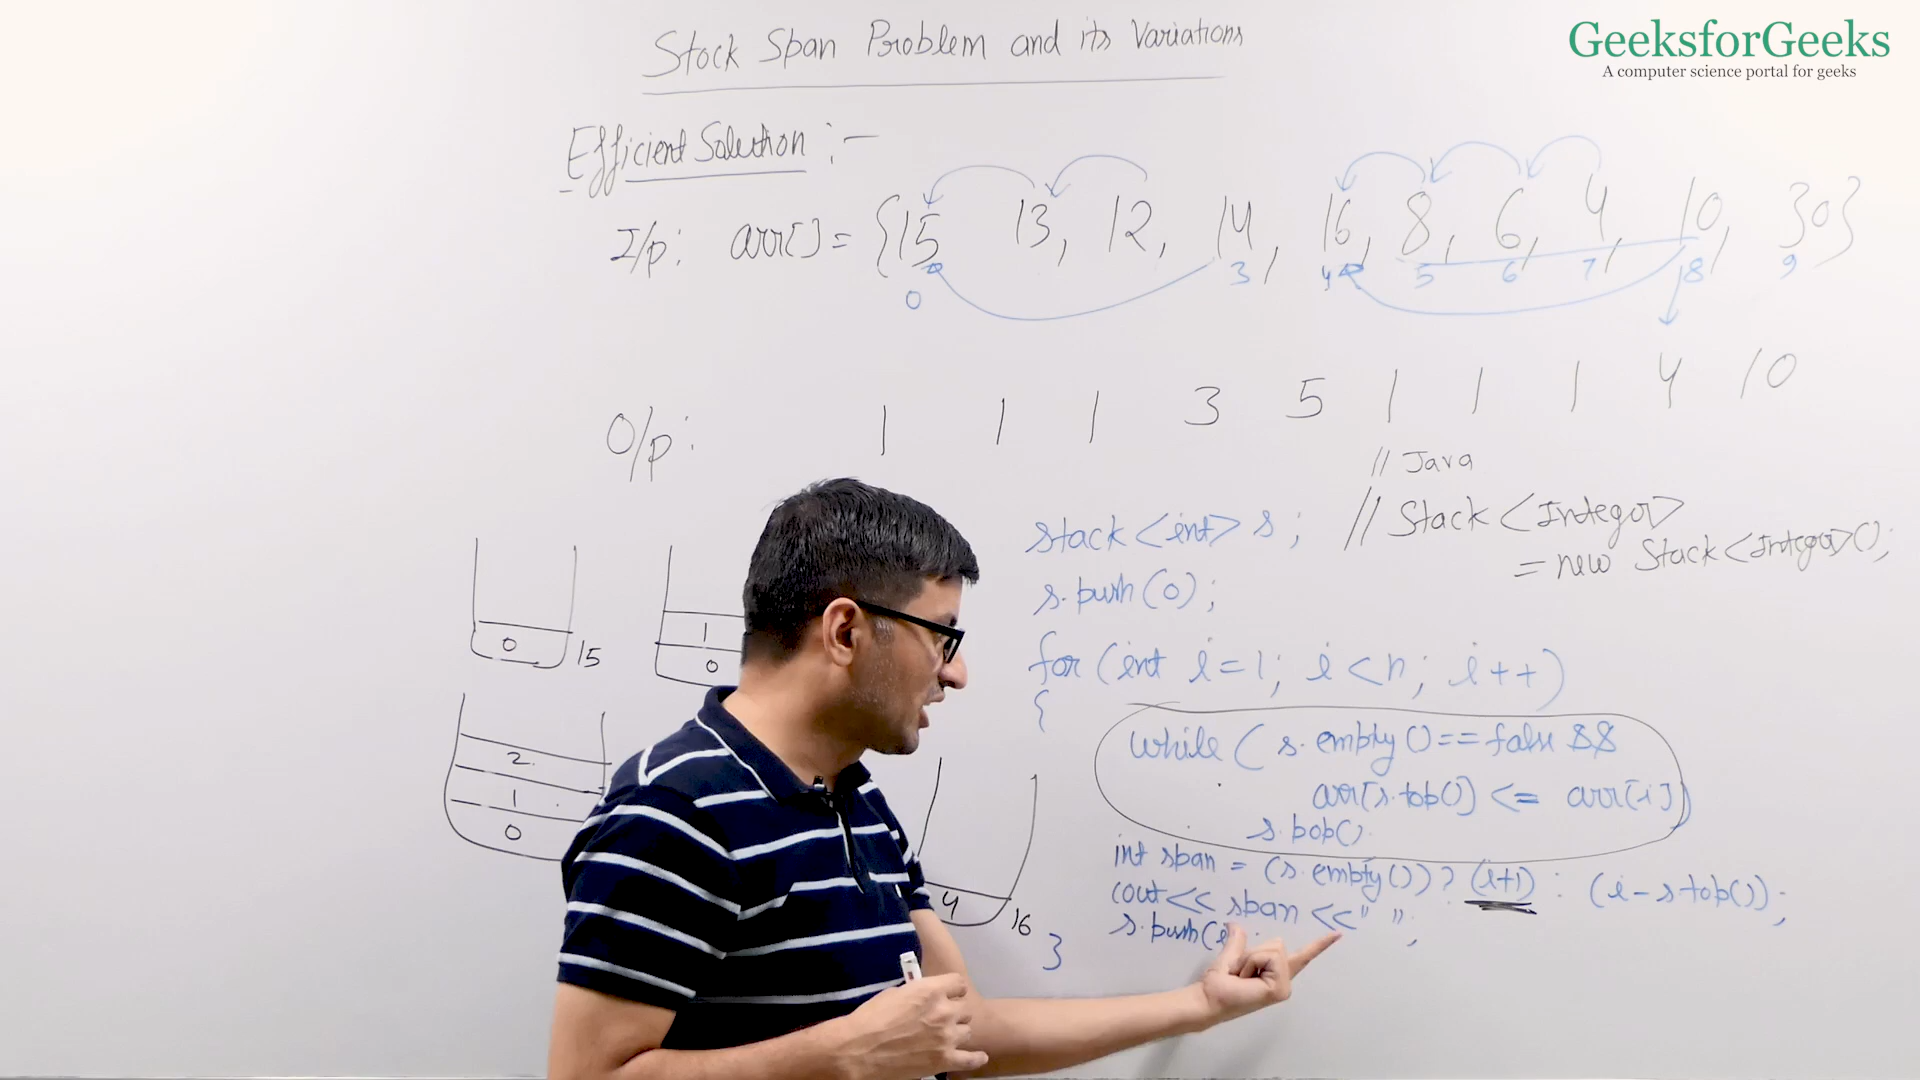 GeeksforGeeks
A computer science portal for geeks
Stock Span Problem and its Variations
Efficient Solution :-
I/p: arr[] = {15 13, 12, 14, 16, 8, 6, 4, 10, 30}
0 3 4 5 6 7 8 9
O/p: 1 1 1 3 5 1 1 1 4 10
// Java
stack <int> s; // Stack <Integer>
= new Stack<Integer>();
s.push(0);
for (int i=1; i<n; i++)
{
while ( s.empty()==false &&
arr[s.top()] <= arr[i])
s.pop()
int span = (s.empty())? (i+1) : (i-s.top());
cout<< span <<" ";
s.push(i
}
0 15
1
0
2
1
0
4 16